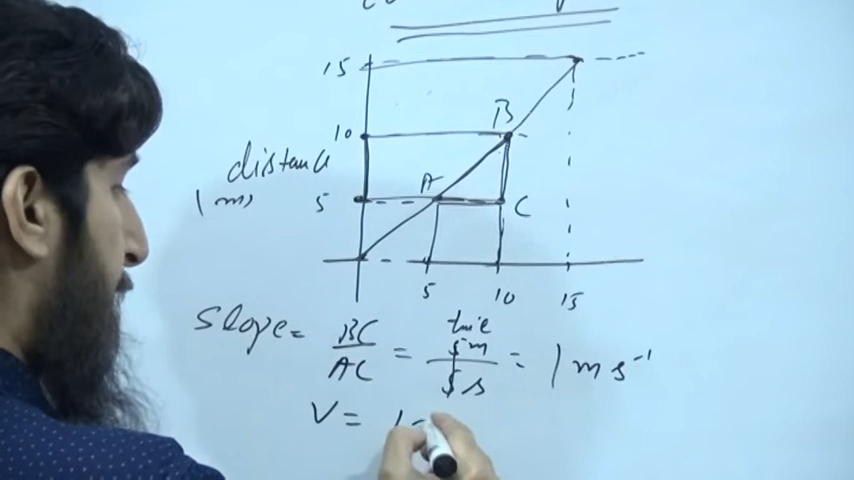 15
B
10
distance
A
(m)
5
C
5 10 15
Slope = BC/AC = 5m/5s = 1 m s⁻¹
V = 1